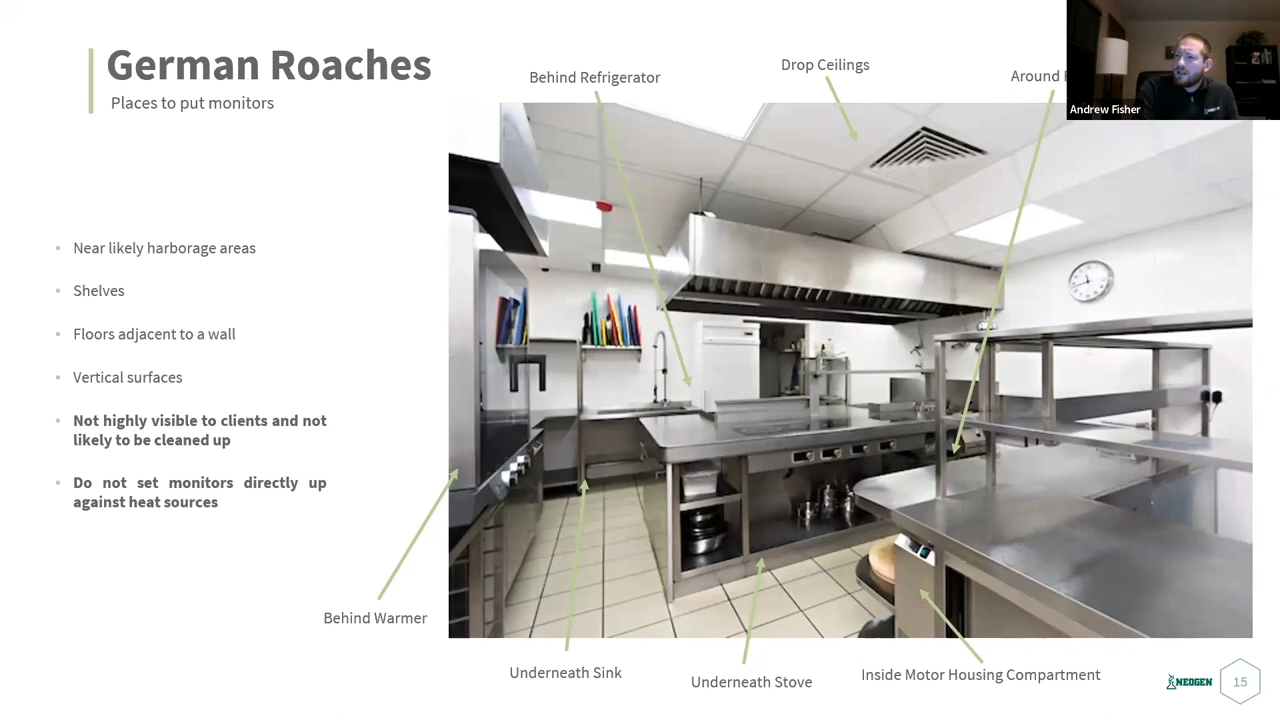 German Roaches
Places to put monitors
Behind Refrigerator
Drop Ceilings
Around
Andrew Fisher
Near likely harborage areas
Shelves
Floors adjacent to a wall
Vertical surfaces
Not highly visible to clients and not
likely to be cleaned up
Do not set monitors directly up
against heat sources
Behind Warmer
Underneath Sink
Underneath Stove
Inside Motor Housing Compartment
NEOGEN
15